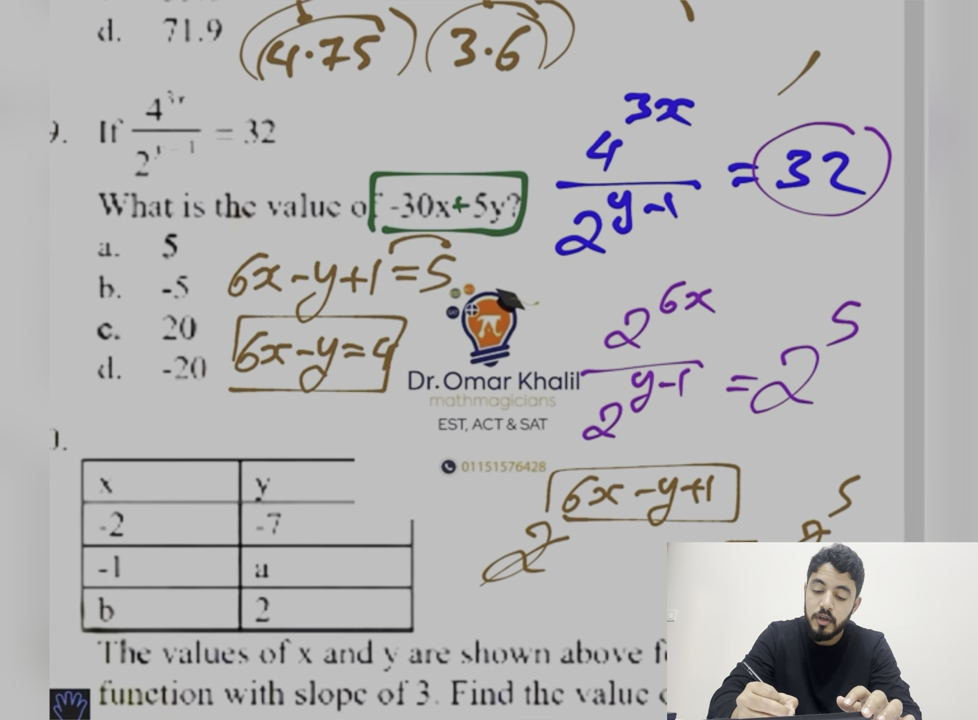 d. 71.9
(4.75) (3.6)
9. If 4^3x / 2^y-1 = 32
What is the value of -30x+5y?
a. 5
b. -5
c. 20
d. -20
6x-y+1=5
6x-y=4
4^3x / 2^y-1 = 32
2^6x / 2^y-1 = 2^5
2^6x-y+1
5
Dr. Omar Khalil
mathmagicians
EST, ACT & SAT
01151576428
x y
-2 -7
-1 a
b 2
The values of x and y are shown above
function with slope of 3. Find the value